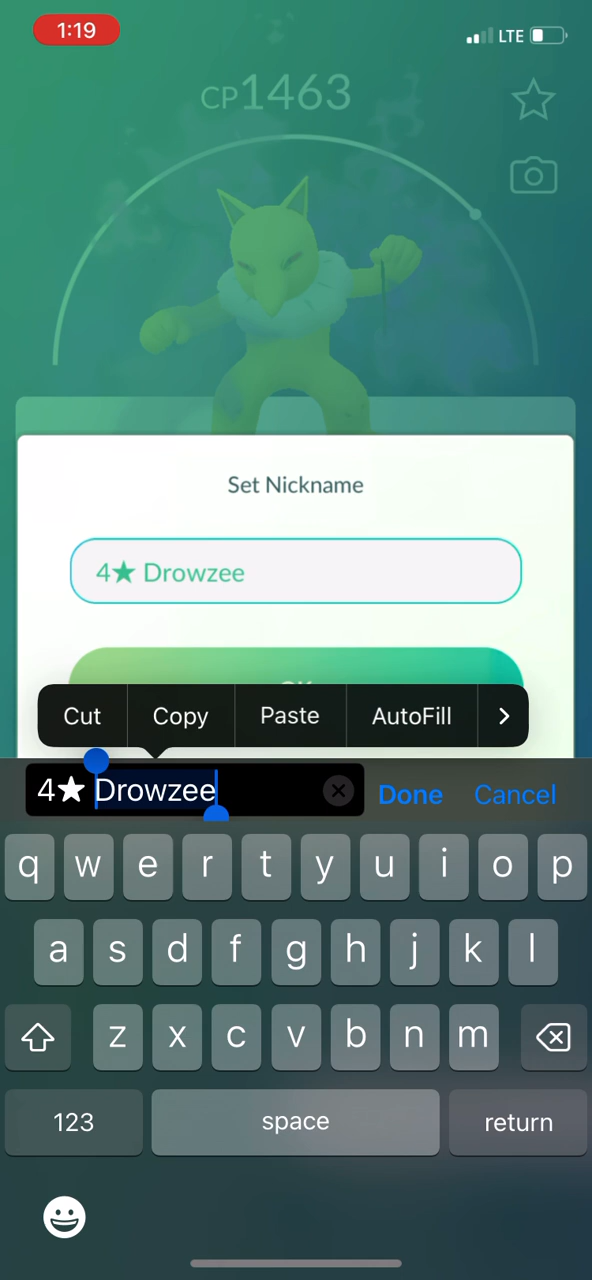 1:19
LTE
CP1463
Set Nickname
4★ Drowzee
Cut Copy Paste AutoFill
4★ Drowzee Done Cancel
q w e r t y u i o p
a s d f g h j k l
z x c v b n m
123 space return